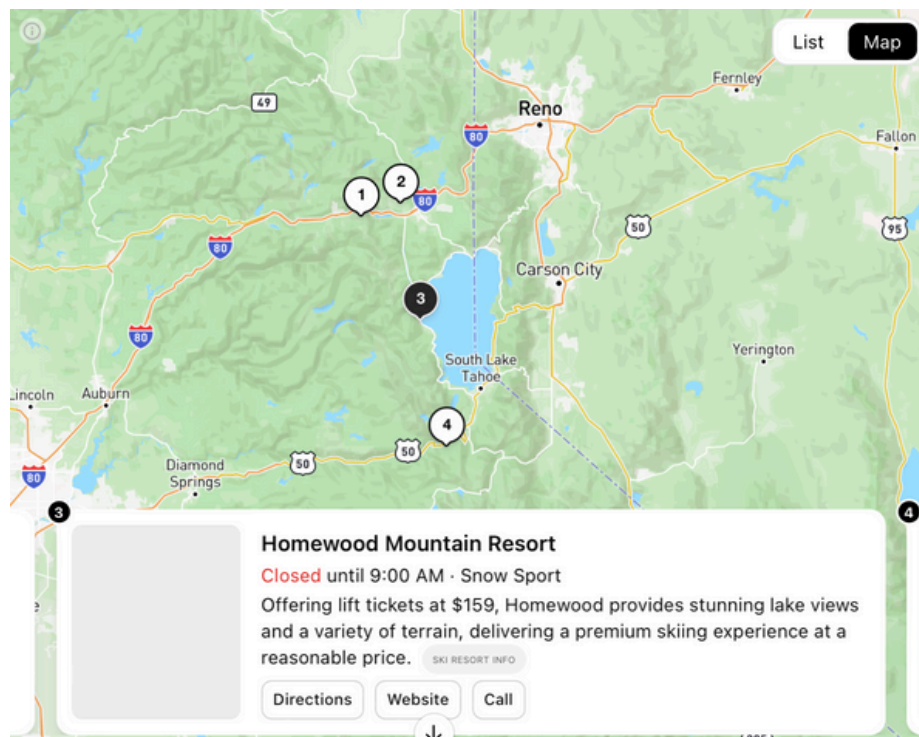 List
Map
Fernley
49
Reno
80
Fallon
2
1
80
50
95
80
Carson City
3
80
Yerington
South Lake
Tahoe
Auburn
4
50
50
Diamond
Springs
80
3
4
Homewood Mountain Resort
Closed until 9:00 AM · Snow Sport
Offering lift tickets at $159, Homewood provides stunning lake views
and a variety of terrain, delivering a premium skiing experience at a
reasonable price. SKI RESORT INFO
Directions
Website
Call